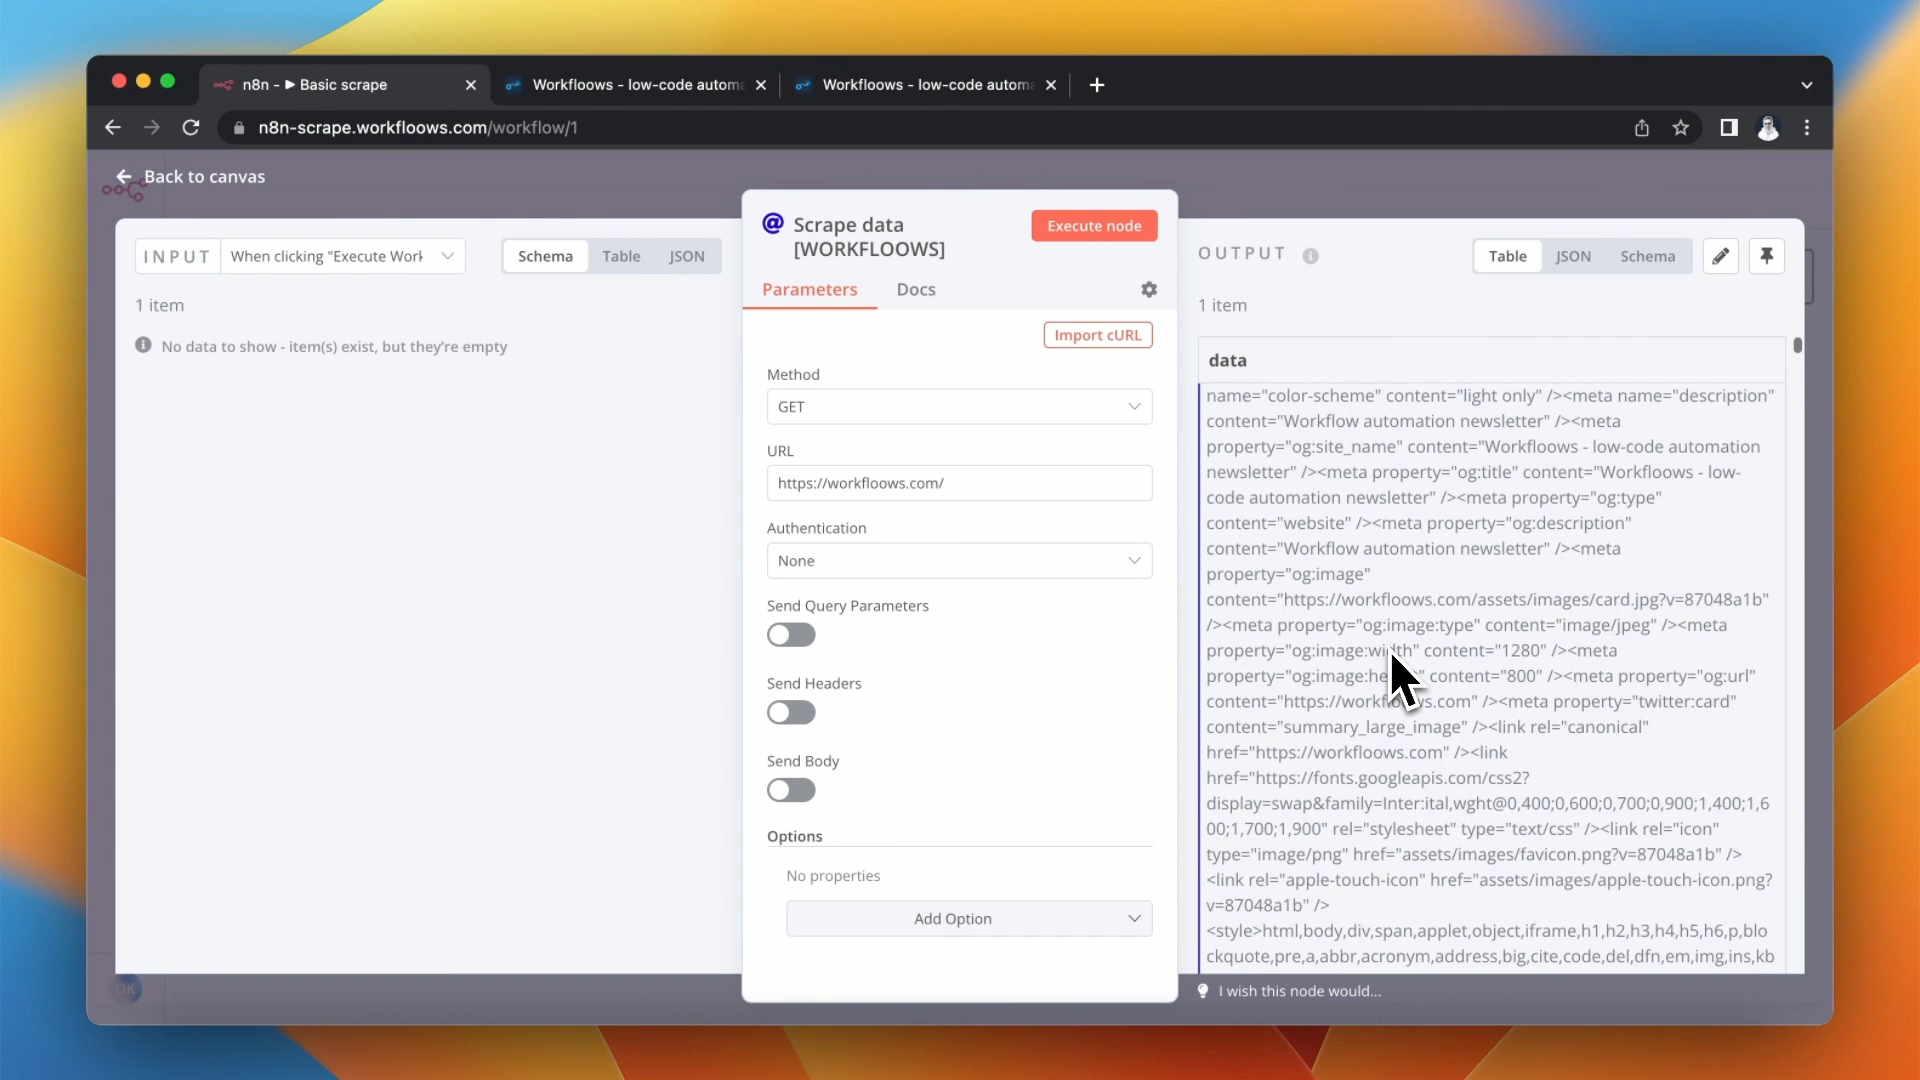 n8n - ▶ Basic scrape
Workfloows - low-code autom
Workfloows - low-code autom
n8n-scrape.workfloows.com/workflow/1
Back to canvas
INPUT
When clicking "Execute Work
Schema
Table
JSON
1 item
No data to show - item(s) exist, but they're empty
@ Scrape data
[WORKFLOOWS]
Execute node
Parameters
Docs
Import cURL
Method
GET
URL
https://workfloows.com/
Authentication
None
Send Query Parameters
Send Headers
Send Body
Options
No properties
Add Option
OUTPUT
Table
JSON
Schema
1 item
data
name="color-scheme" content="light only" /><meta name="description"
content="Workflow automation newsletter" /><meta
property="og:site_name" content="Workfloows - low-code automation
newsletter" /><meta property="og:title" content="Workfloows - low-
code automation newsletter" /><meta property="og:type"
content="website" /><meta property="og:description"
content="Workflow automation newsletter" /><meta
property="og:image"
content="https://workfloows.com/assets/images/card.jpg?v=87048a1b"
/><meta property="og:image:type" content="image/jpeg" /><meta
property="og:image:width" content="1280" /><meta
property="og:image:he" content="800" /><meta property="og:url"
content="https://workfloows.com" /><meta property="twitter:card"
content="summary_large_image" /><link rel="canonical"
href="https://workfloows.com" /><link
href="https://fonts.googleapis.com/css2?
display=swap&family=Inter:ital,wght@0,400;0,600;0,700;0,900;1,400;1,6
00;1,700;1,900" rel="stylesheet" type="text/css" /><link rel="icon"
type="image/png" href="assets/images/favicon.png?v=87048a1b" />
<link rel="apple-touch-icon" href="assets/images/apple-touch-icon.png?
v=87048a1b" />
<style>html,body,div,span,applet,object,iframe,h1,h2,h3,h4,h5,h6,p,blo
ckquote,pre,a,abbr,acronym,address,big,cite,code,del,dfn,em,img,ins,kb
OK
I wish this node would...